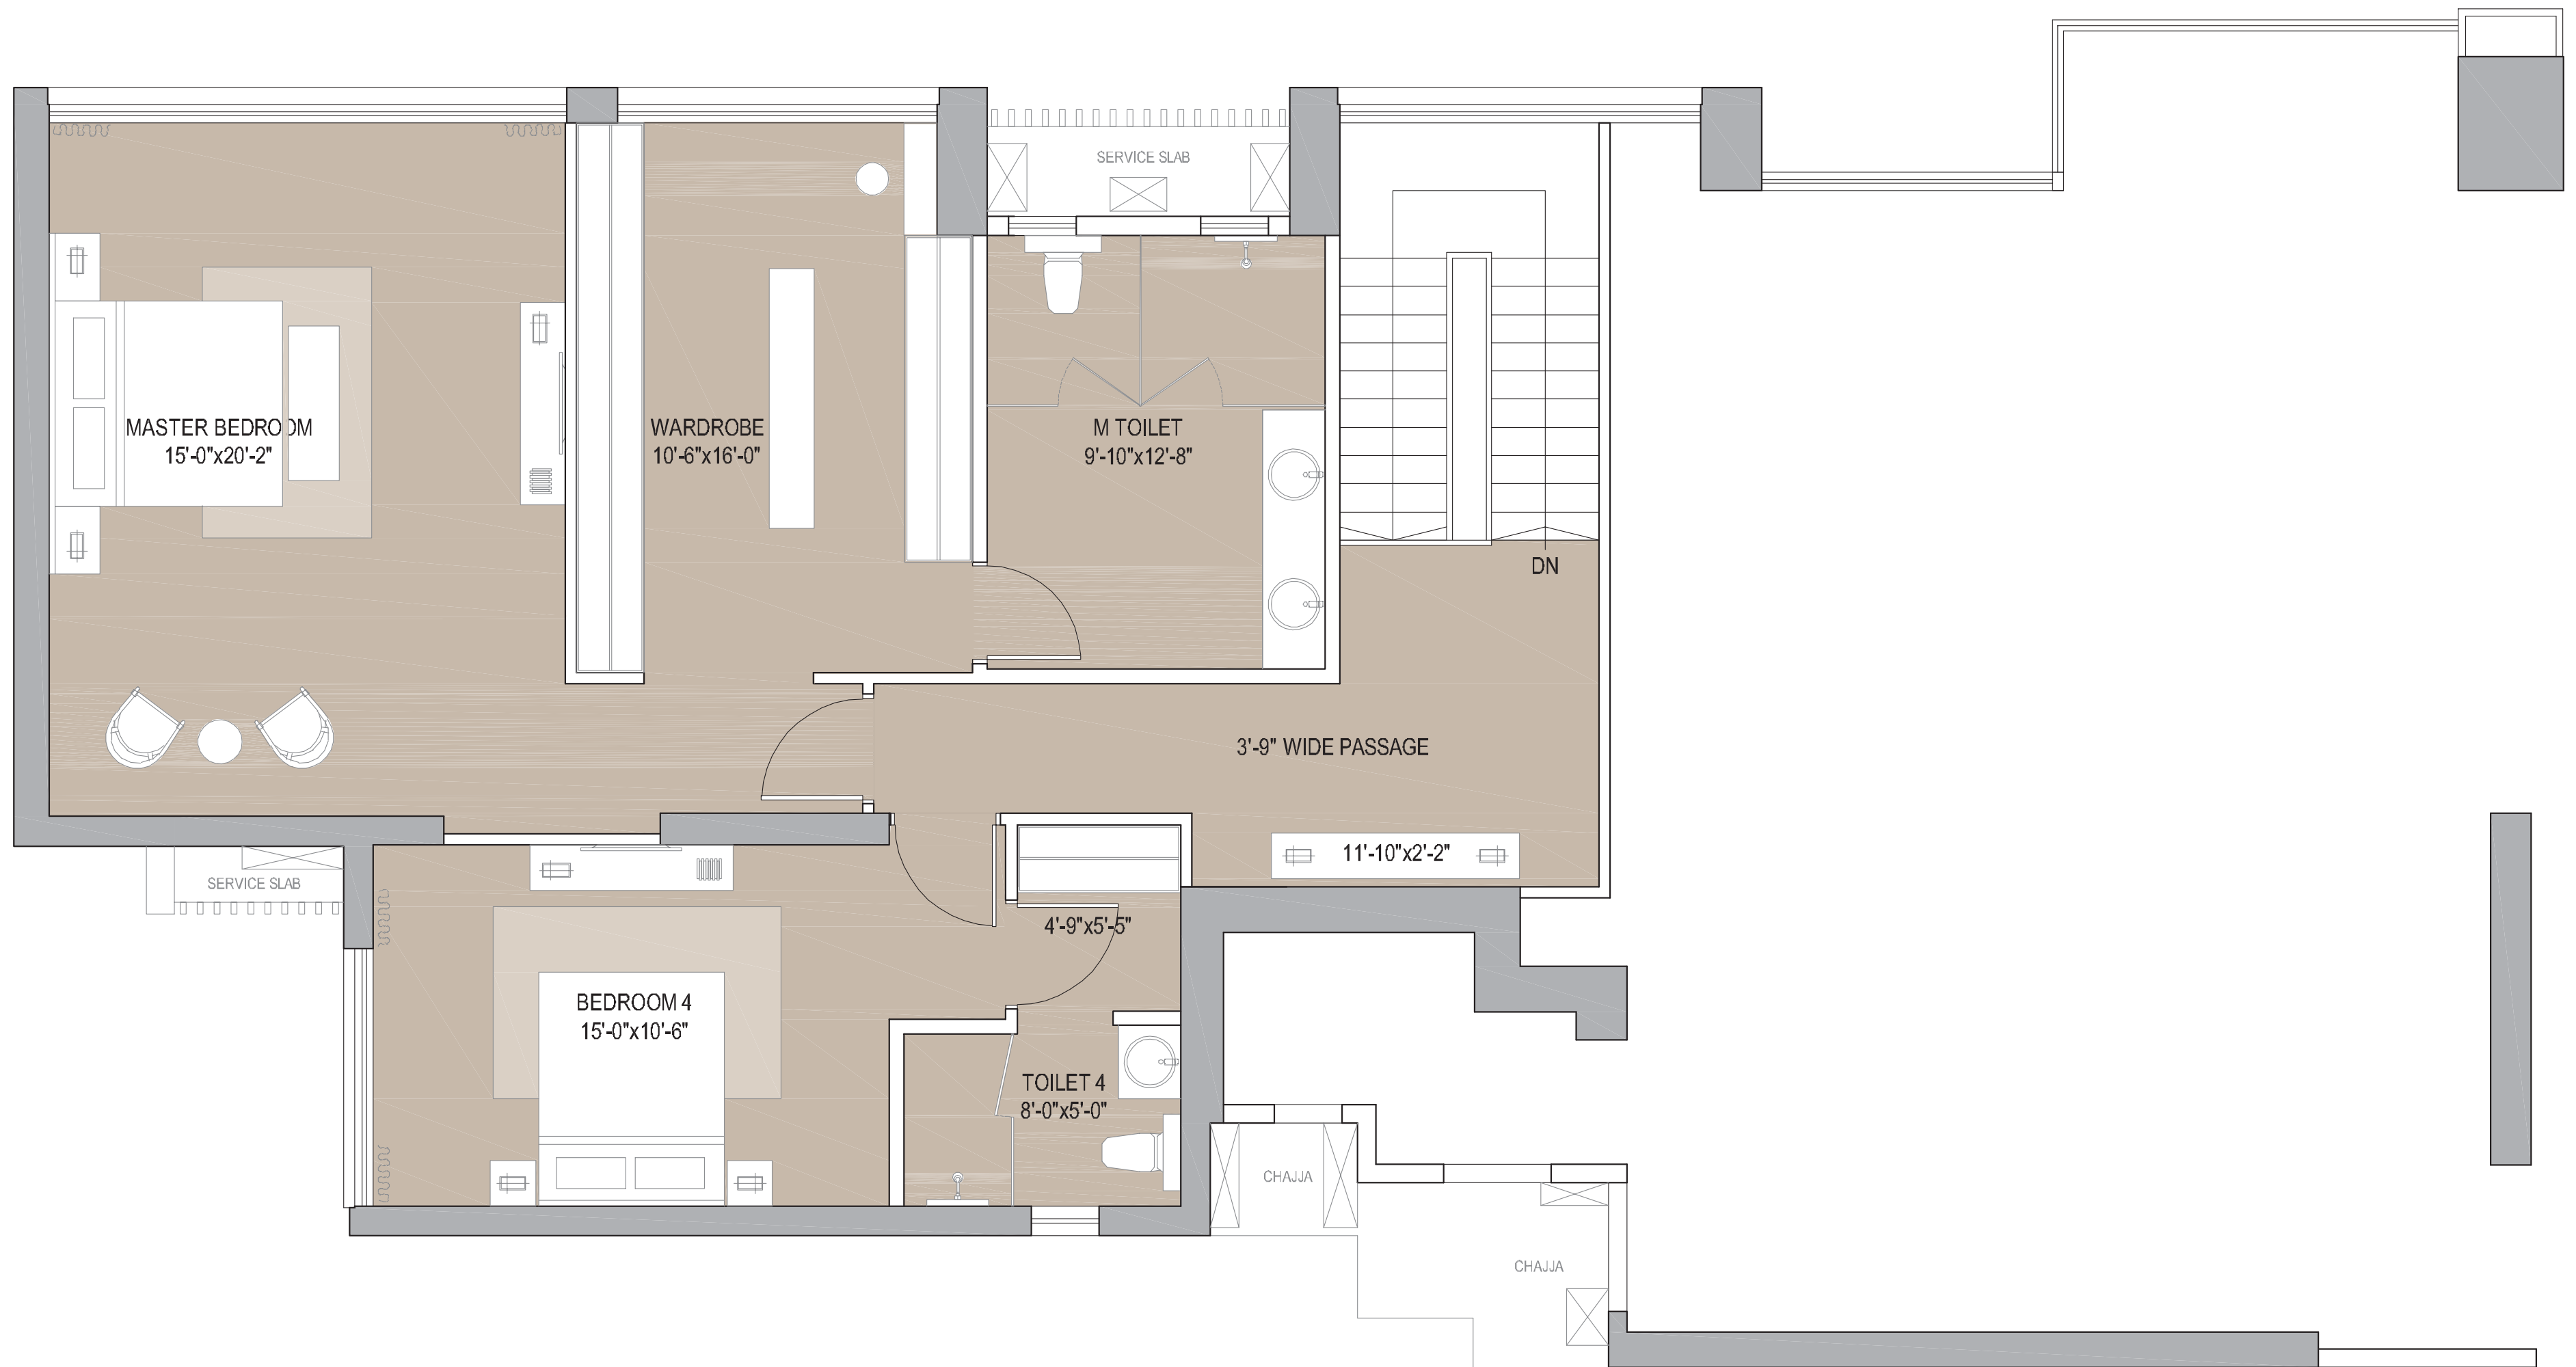 SERVICE SLAB
MASTER BEDROOM
15'-0"x20'-2"
WARDROBE
10'-6"x16'-0"
M TOILET
9'-10"x12'-8"
DN
3'-9" WIDE PASSAGE
11'-10"x2'-2"
SERVICE SLAB
4'-9"x5'-5"
BEDROOM 4
15'-0"x10'-6"
TOILET 4
8'-0"x5'-0"
CHAJJA
CHAJJA